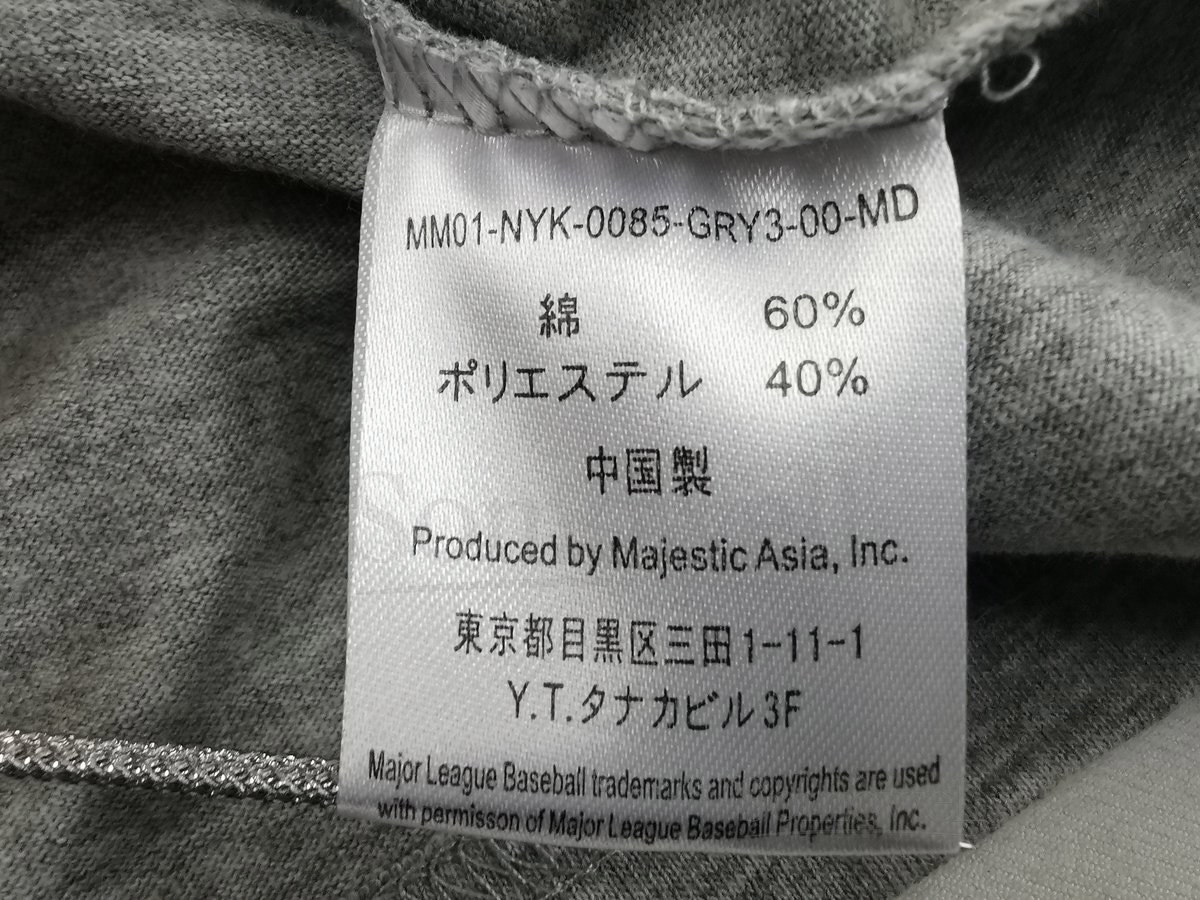 MM01-NYK-0085-GRY3-00-MD
綿 60%
ポリエステル 40%
中国製
Produced by Majestic Asia, Inc.
東京都目黒区三田1-11-1
Y.T.タナカビル3F
Major League Baseball trademarks and copyrights are used
with permisson of Major League Baseball Properties, Inc.